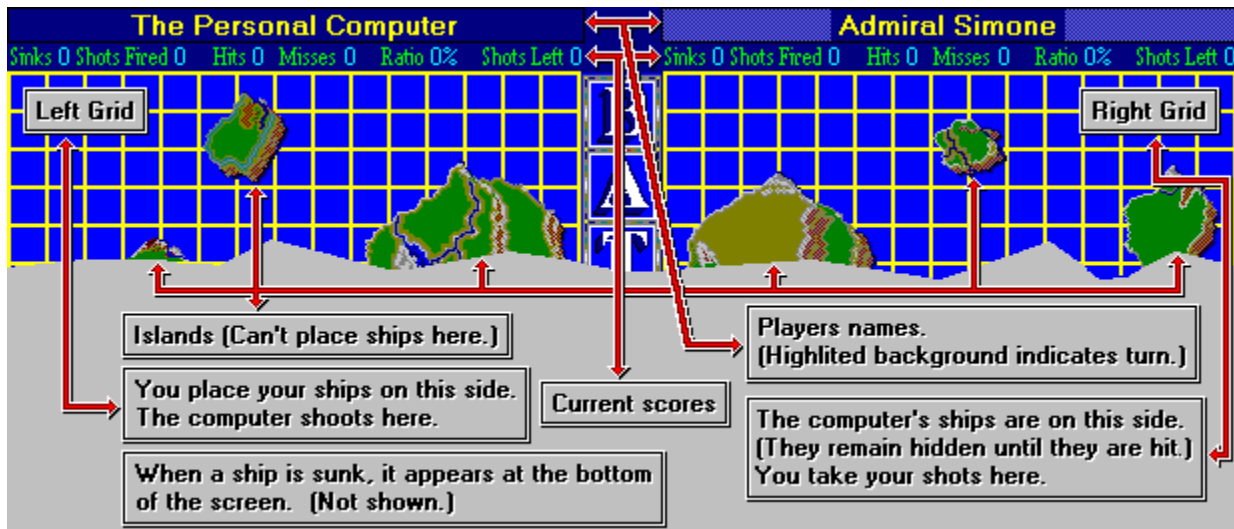 The Personal Computer
Admiral Simone
Sinks 0 Shots Fired 0 Hits 0 Misses 0 Ratio 0% Shots Left 0
Sinks 0 Shots Fired 0 Hits 0 Misses 0 Ratio 0% Shots Left 0
Left Grid
B
A
T
Right Grid
Islands (Can't place ships here.)
Players names.
(Highlited background indicates turn.)
You place your ships on this side.
The computer shoots here.
Current scores
The computer's ships are on this side.
(They remain hidden until they are hit.)
You take your shots here.
When a ship is sunk, it appears at the bottom
of the screen. (Not shown.)